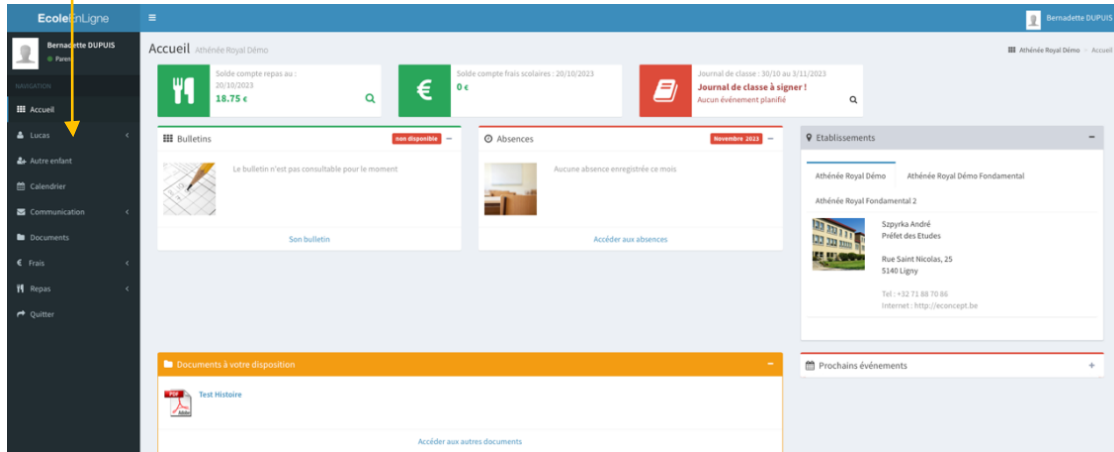 EcoleEnLigne
Bernadette DUPUIS
Bernadette DUPUIS
Parent
NAVIGATION
Accueil
Lucas
Autre enfant
Calendrier
Communication
Documents
€ Frais
Repas
Quitter
Accueil Athénée Royal Démo
Athénée Royal Démo Accueil
Solde compte repas au :
20/10/2023
18.75 €
€
Solde compte frais scolaires : 20/10/2023
0 €
Journal de classe : 30/10 au 3/11/2023
Journal de classe à signer !
Aucun événement planifié
Bulletins
non disponible
Le bulletin n'est pas consultable pour le moment
Son bulletin
Absences
Novembre 2023
Aucune absence enregistrée ce mois
Accéder aux absences
Etablissements
Athénée Royal Démo
Athénée Royal Démo Fondamental
Athénée Royal Fondamental 2
Szpyrka André
Préfet des Etudes
Rue Saint Nicolas, 25
5140 Ligny
Tel : +32 71 88 70 86
Internet : http://econcept.be
Documents à votre disposition
PDF
Adobe
Test Histoire
Accéder aux autres documents
Prochains événements